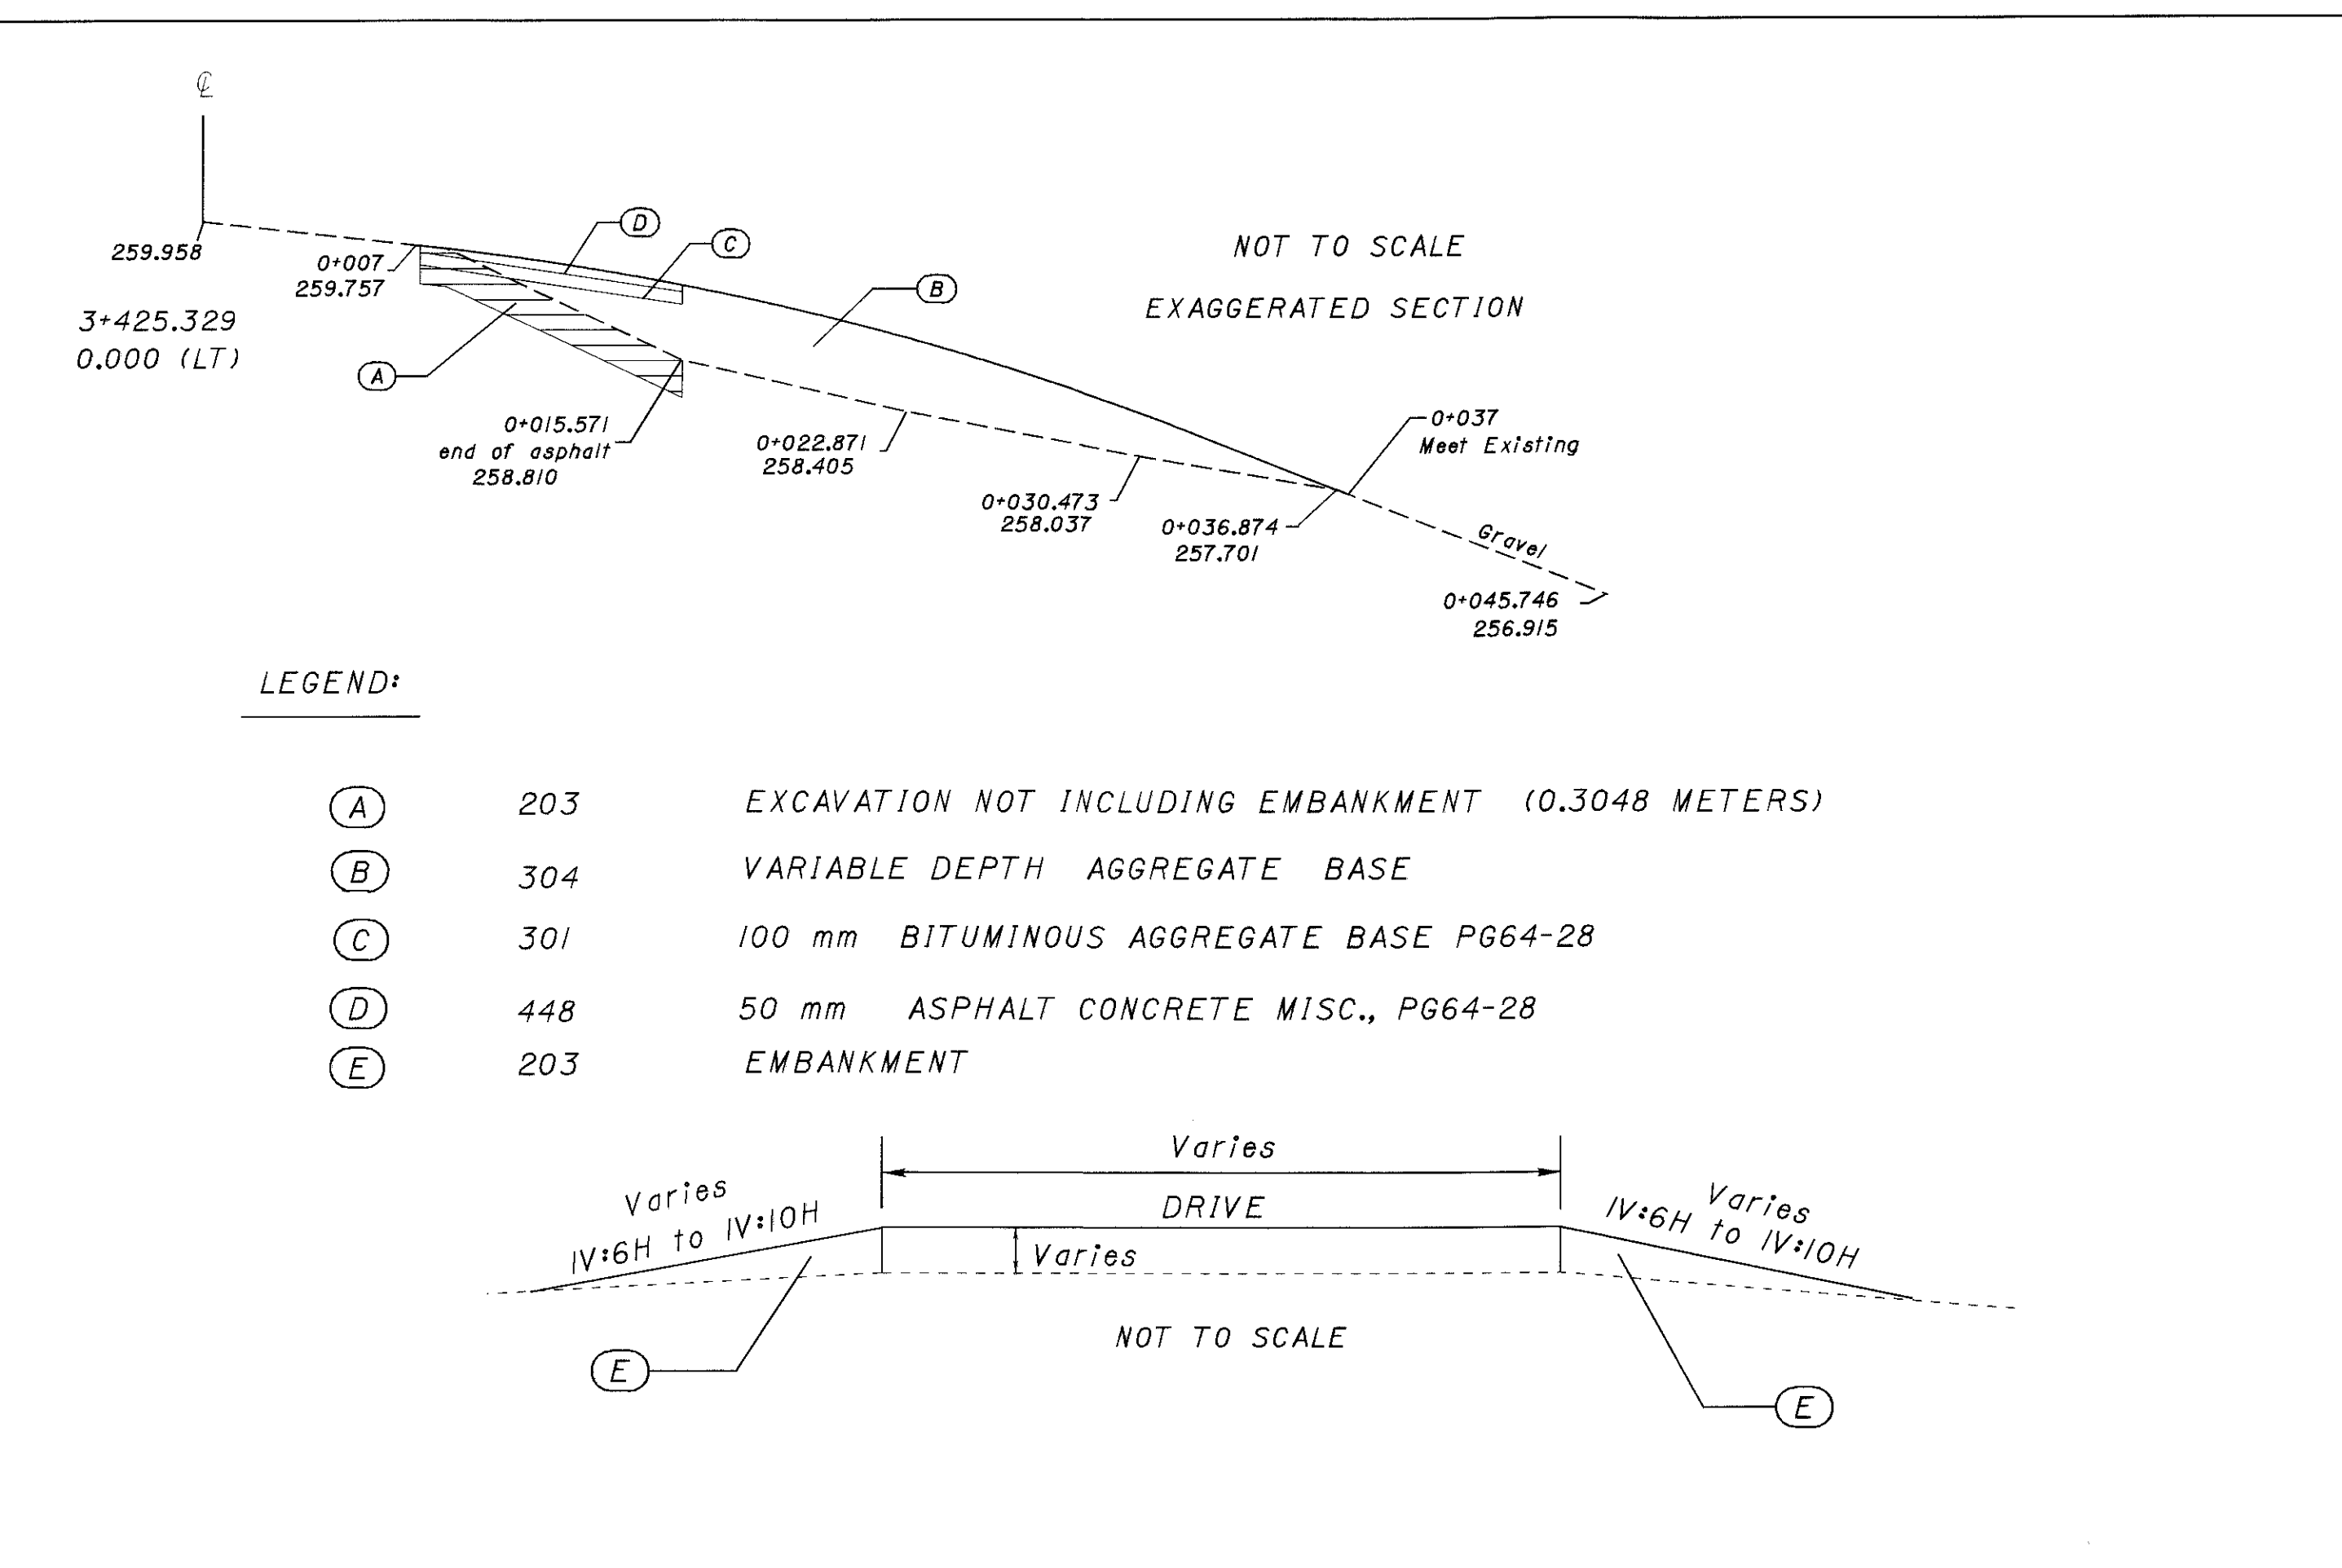 ℄
D
C
B
A
259.958
0+007
259.757
3+425.329
0.000 (LT)
NOT TO SCALE
EXAGGERATED SECTION
0+015.571
end of asphalt
258.810
0+022.871
258.405
0+030.473
258.037
0+036.874
257.701
0+037
Meet Existing
Gravel
0+045.746
256.915
LEGEND:
A 203 EXCAVATION NOT INCLUDING EMBANKMENT (0.3048 METERS)
B 304 VARIABLE DEPTH AGGREGATE BASE
C 301 100 mm BITUMINOUS AGGREGATE BASE PG64-28
D 448 50 mm ASPHALT CONCRETE MISC., PG64-28
E 203 EMBANKMENT
Varies
DRIVE
Varies
Varies
1V:6H to 1V:10H
Varies
1V:6H to 1V:10H
E
NOT TO SCALE
E